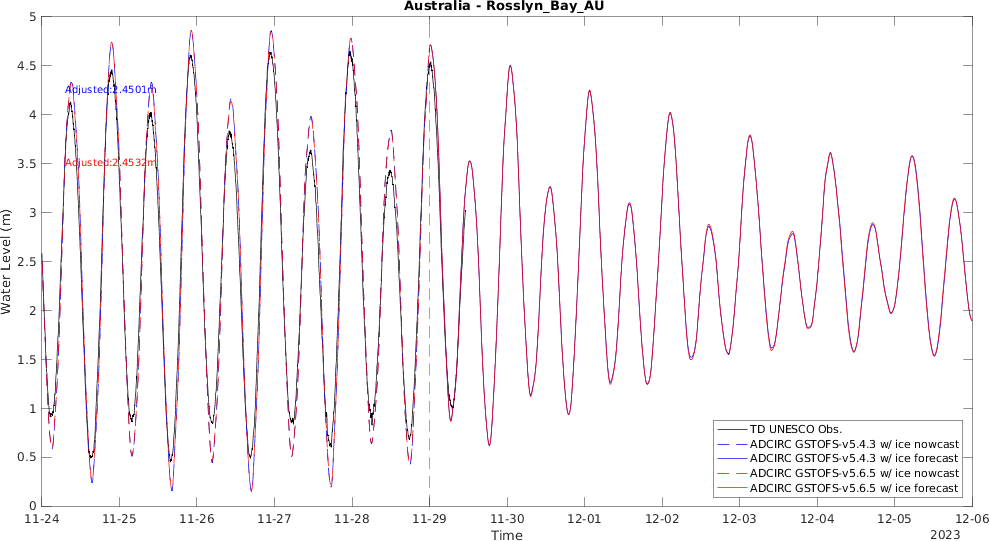 Australia - Rosslyn_Bay_AU
5
4.5
4
3.5
3
2.5
2
1.5
1
0.5
0
Water Level (m)
Adjusted:2.4501m
Adjusted:2.4532m
TD UNESCO Obs.
ADCIRC GSTOFS-v5.4.3 w/ ice nowcast
ADCIRC GSTOFS-v5.4.3 w/ ice forecast
ADCIRC GSTOFS-v5.6.5 w/ ice nowcast
ADCIRC GSTOFS-v5.6.5 w/ ice forecast
11-24 11-25 11-26 11-27 11-28 11-29 11-30 12-01 12-02 12-03 12-04 12-05 12-06
Time
2023